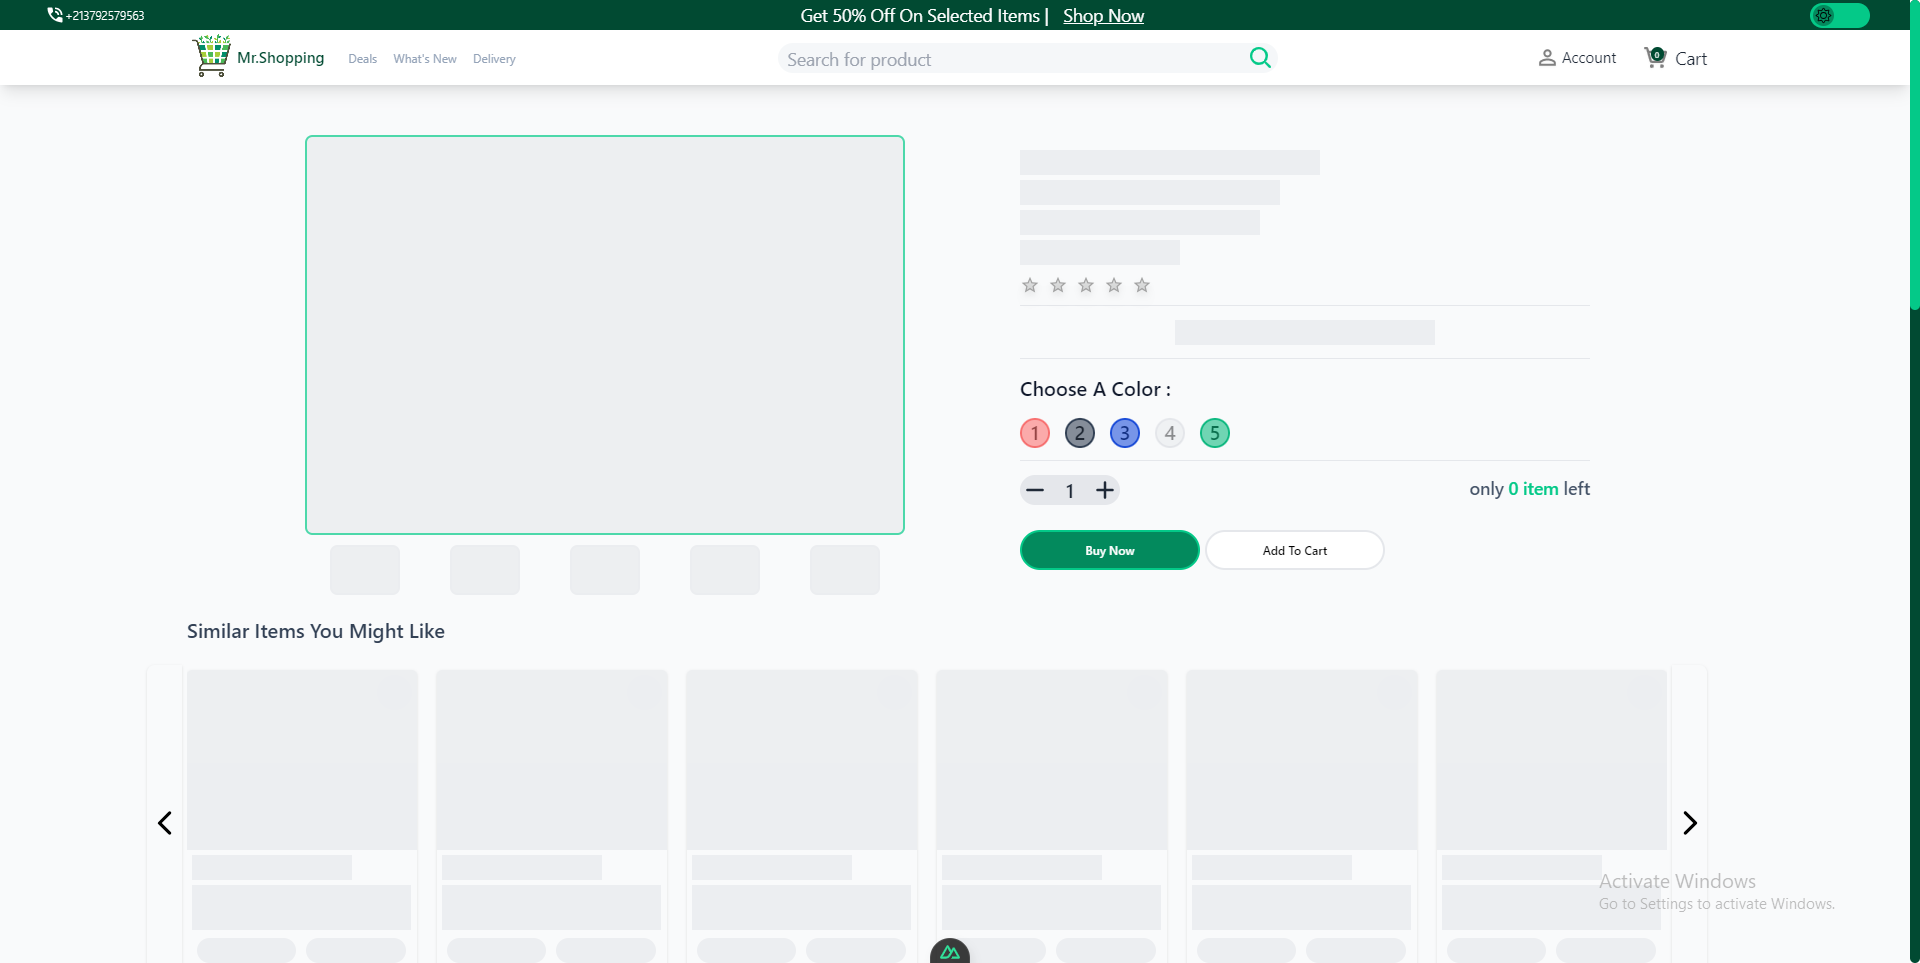 +213792579563
Get 50% Off On Selected Items | Shop Now
Mr.Shopping
Deals
What's New
Delivery
Search for product
Account
0
Cart
Choose A Color :
1 2 3 4 5
1
only 0 item left
Buy Now
Add To Cart
Similar Items You Might Like
Activate Windows
Go to Settings to activate Windows.